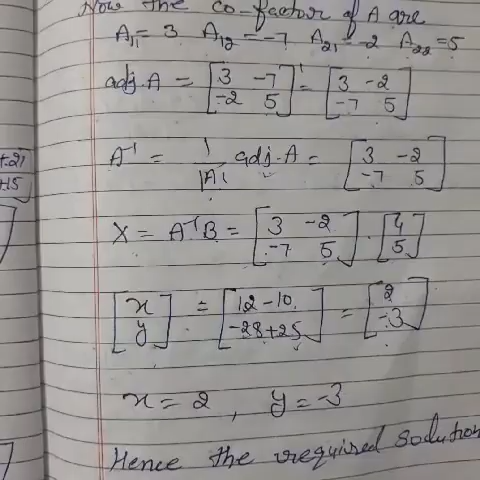 Now the co-factor of A are
A₁₁ = 3 A₁₂ = -7 A₂₁ = -2 A₂₂ = 5
adj.A = [3 -7; -2 5]' = [3 -2; -7 5]
A⁻¹ = 1/|A| adj.A = [3 -2; -7 5]
X = A⁻¹B = [3 -2; -7 5] . [4; 5]
[x; y] = [12-10; -28+25] = [2; -3]
x = 2 , y = -3
Hence the required solution